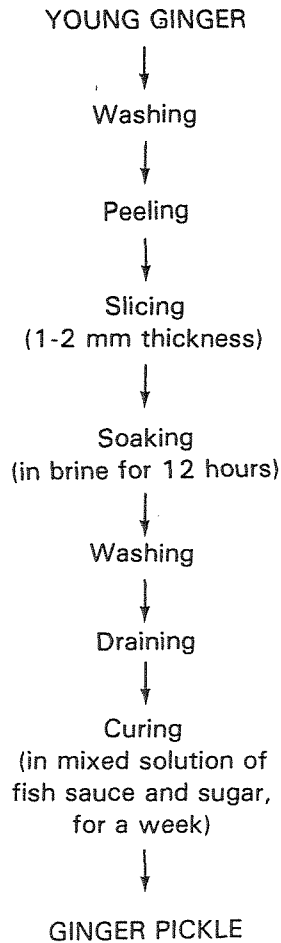 YOUNG GINGER
Washing
Peeling
Slicing
(1-2 mm thickness)
Soaking
(in brine for 12 hours)
Washing
Draining
Curing
(in mixed solution of
fish sauce and sugar,
for a week)
GINGER PICKLE